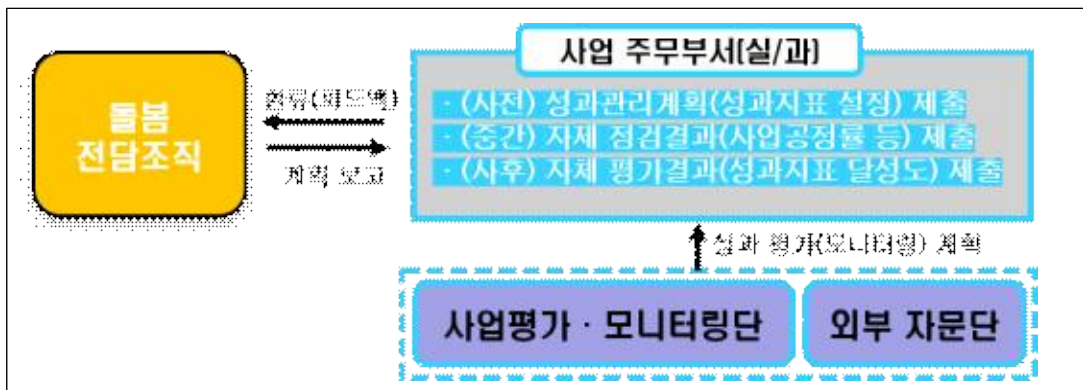 사업 주무부서(실/과)
돌봄
전담조직
환류(피드백)
계획 보고
· (사전) 성과관리계획(성과지표 설정) 제출
· (중간) 자체 점검결과(사업공정률 등) 제출
· (사후) 자체 평가결과(성과지표 달성도) 제출
성과 평가(모니터링) 계획
사업평가 · 모니터링단
외부 자문단